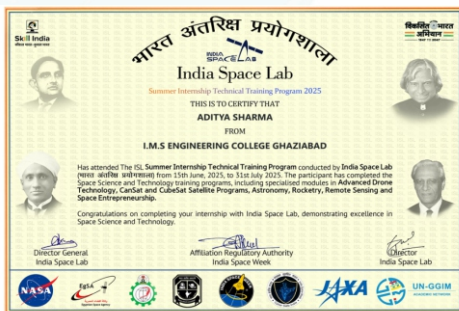 Skill India
विकसित भारत
अभियान
भारत अंतरिक्ष प्रयोगशाला
INDIA
SPACE LAB
India Space Lab
Summer Internship Technical Training Program 2025
THIS IS TO CERTIFY THAT
ADITYA SHARMA
FROM
I.M.S ENGINEERING COLLEGE GHAZIABAD
Has attended The ISL Summer Internship Technical Training Program conducted by India Space Lab
(भारत अंतरिक्ष प्रयोगशाला) from 15th June, 2025, to 31st July 2025. The participant has completed the
Space Science and Technology training programs, including specialised modules in Advanced Drone
Technology, CanSat and CubeSat Satellite Programs, Astronomy, Rocketry, Remote Sensing and
Space Entrepreneurship.
Congratulations on completing your internship with India Space Lab, demonstrating excellence in
Space Science and Technology.
Director General
India Space Lab
Affiliation Regulatory Authority
India Space Week
Director
India Space Lab
NASA
EgSA
JAXA
UN-GGIM
ACADEMIC NETWORK